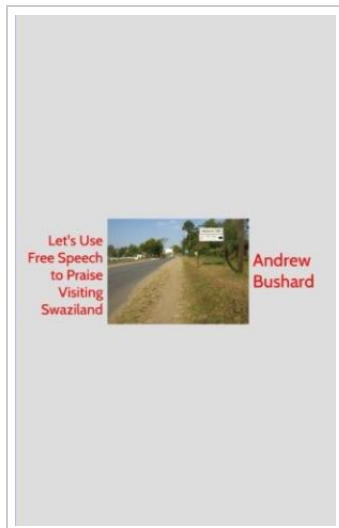 Let's Use
Free Speech
to Praise
Visiting
Swaziland
Andrew
Bushard